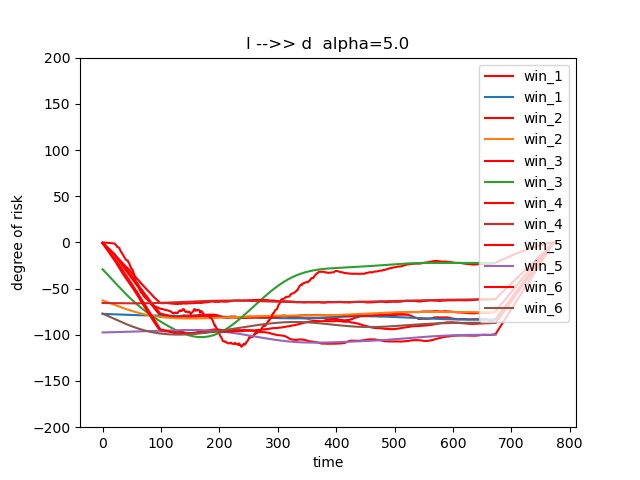 l -->> d  alpha=5.0
degree of risk
200
150
100
50
0
−50
−100
−150
−200
win_1
win_1
win_2
win_2
win_3
win_3
win_4
win_4
win_5
win_5
win_6
win_6
0 100 200 300 400 500 600 700 800
time